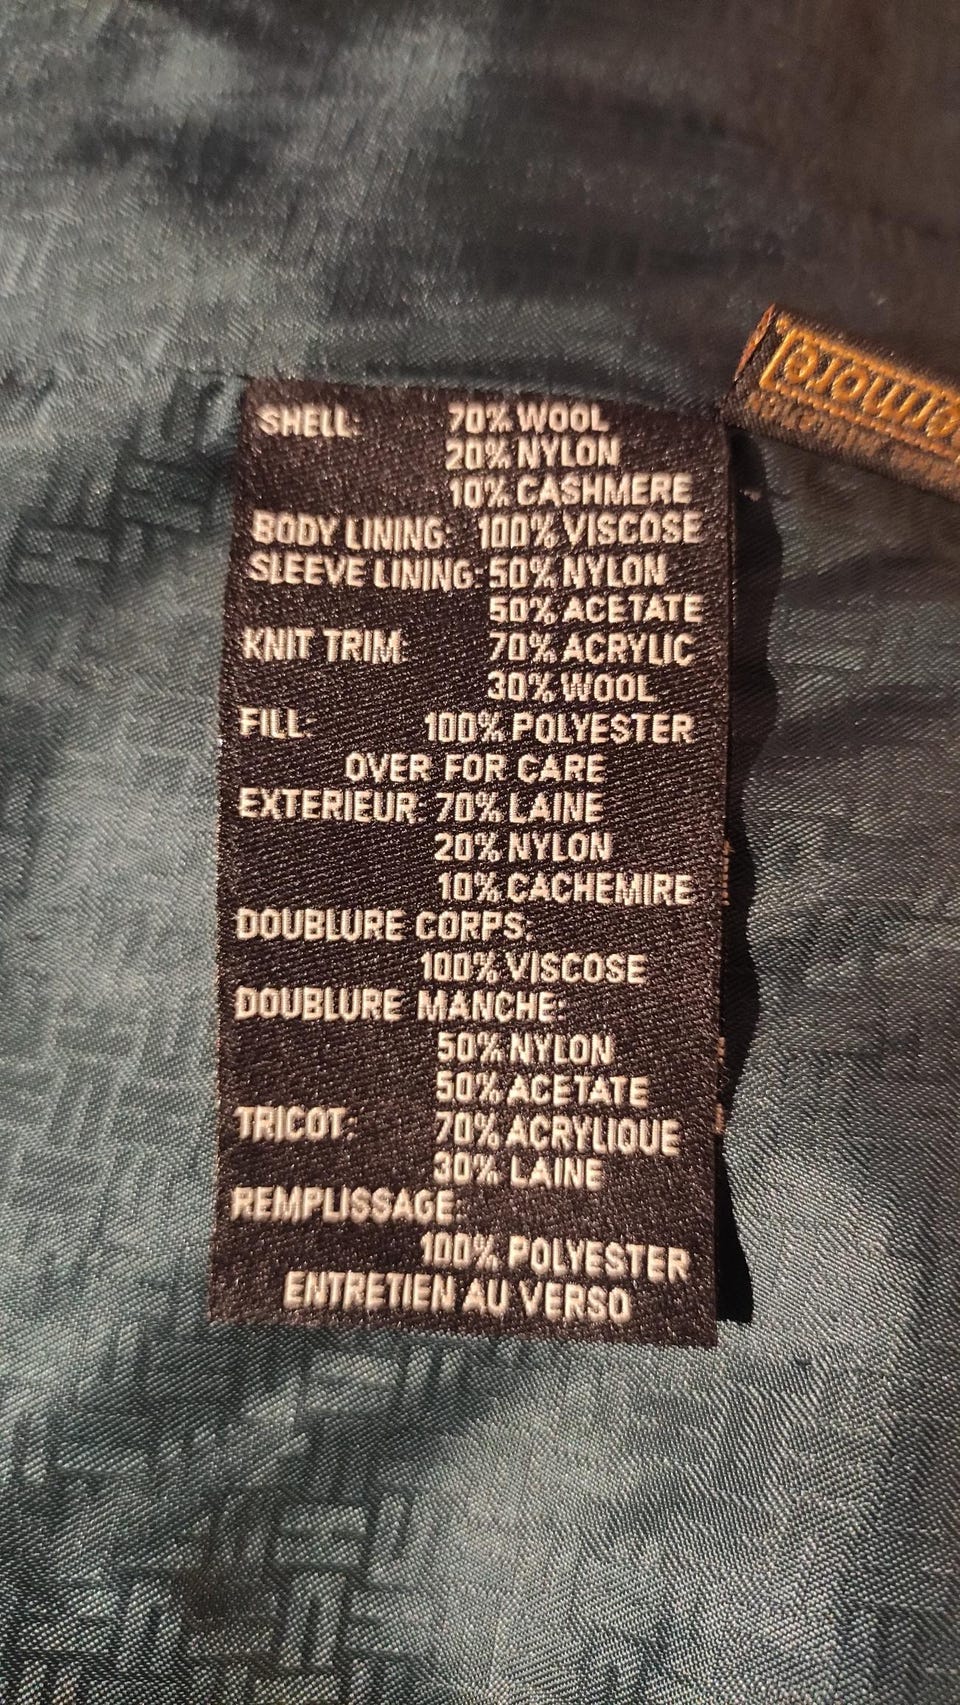 SHELL: 70% WOOL
20% NYLON
10% CASHMERE
BODY LINING: 100% VISCOSE
SLEEVE LINING: 50% NYLON
50% ACETATE
KNIT TRIM: 70% ACRYLIC
30% WOOL
FILL: 100% POLYESTER
OVER FOR CARE
EXTERIEUR: 70% LAINE
20% NYLON
10% CACHEMIRE
DOUBLURE CORPS:
100% VISCOSE
DOUBLURE MANCHE:
50% NYLON
50% ACETATE
TRICOT: 70% ACRYLIQUE
30% LAINE
REMPLISSAGE:
100% POLYESTER
ENTRETIEN AU VERSO